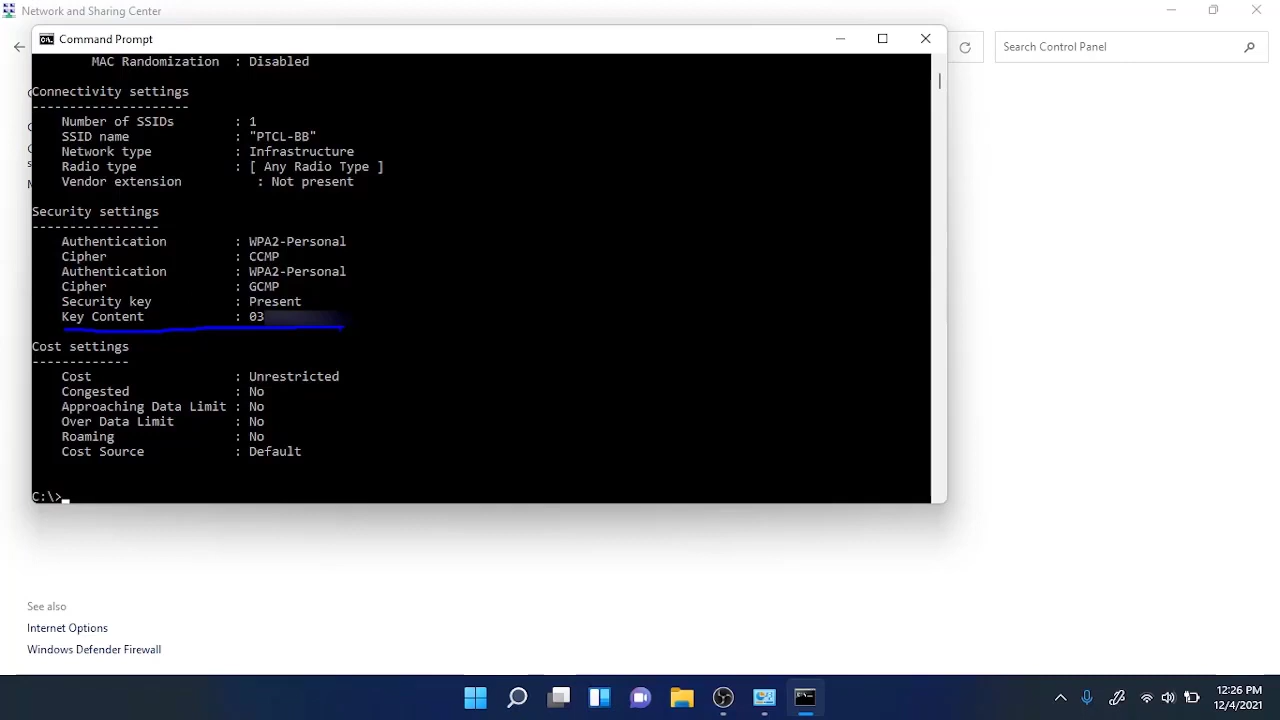 Network and Sharing Center
Command Prompt
Search Control Panel
MAC Randomization : Disabled
Connectivity settings
---------------------
Number of SSIDs : 1
SSID name : "PTCL-BB"
Network type : Infrastructure
Radio type : [ Any Radio Type ]
Vendor extension : Not present
Security settings
-----------------
Authentication : WPA2-Personal
Cipher : CCMP
Authentication : WPA2-Personal
Cipher : GCMP
Security key : Present
Key Content : 03
Cost settings
-------------
Cost : Unrestricted
Congested : No
Approaching Data Limit : No
Over Data Limit : No
Roaming : No
Cost Source : Default
C:\>
See also
Internet Options
Windows Defender Firewall
12:26 PM
12/4/2021